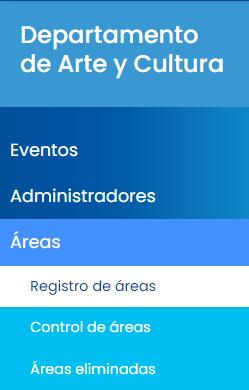 Departamento
de Arte y Cultura
Eventos
Administradores
Áreas
Registro de áreas
Control de áreas
Áreas eliminadas